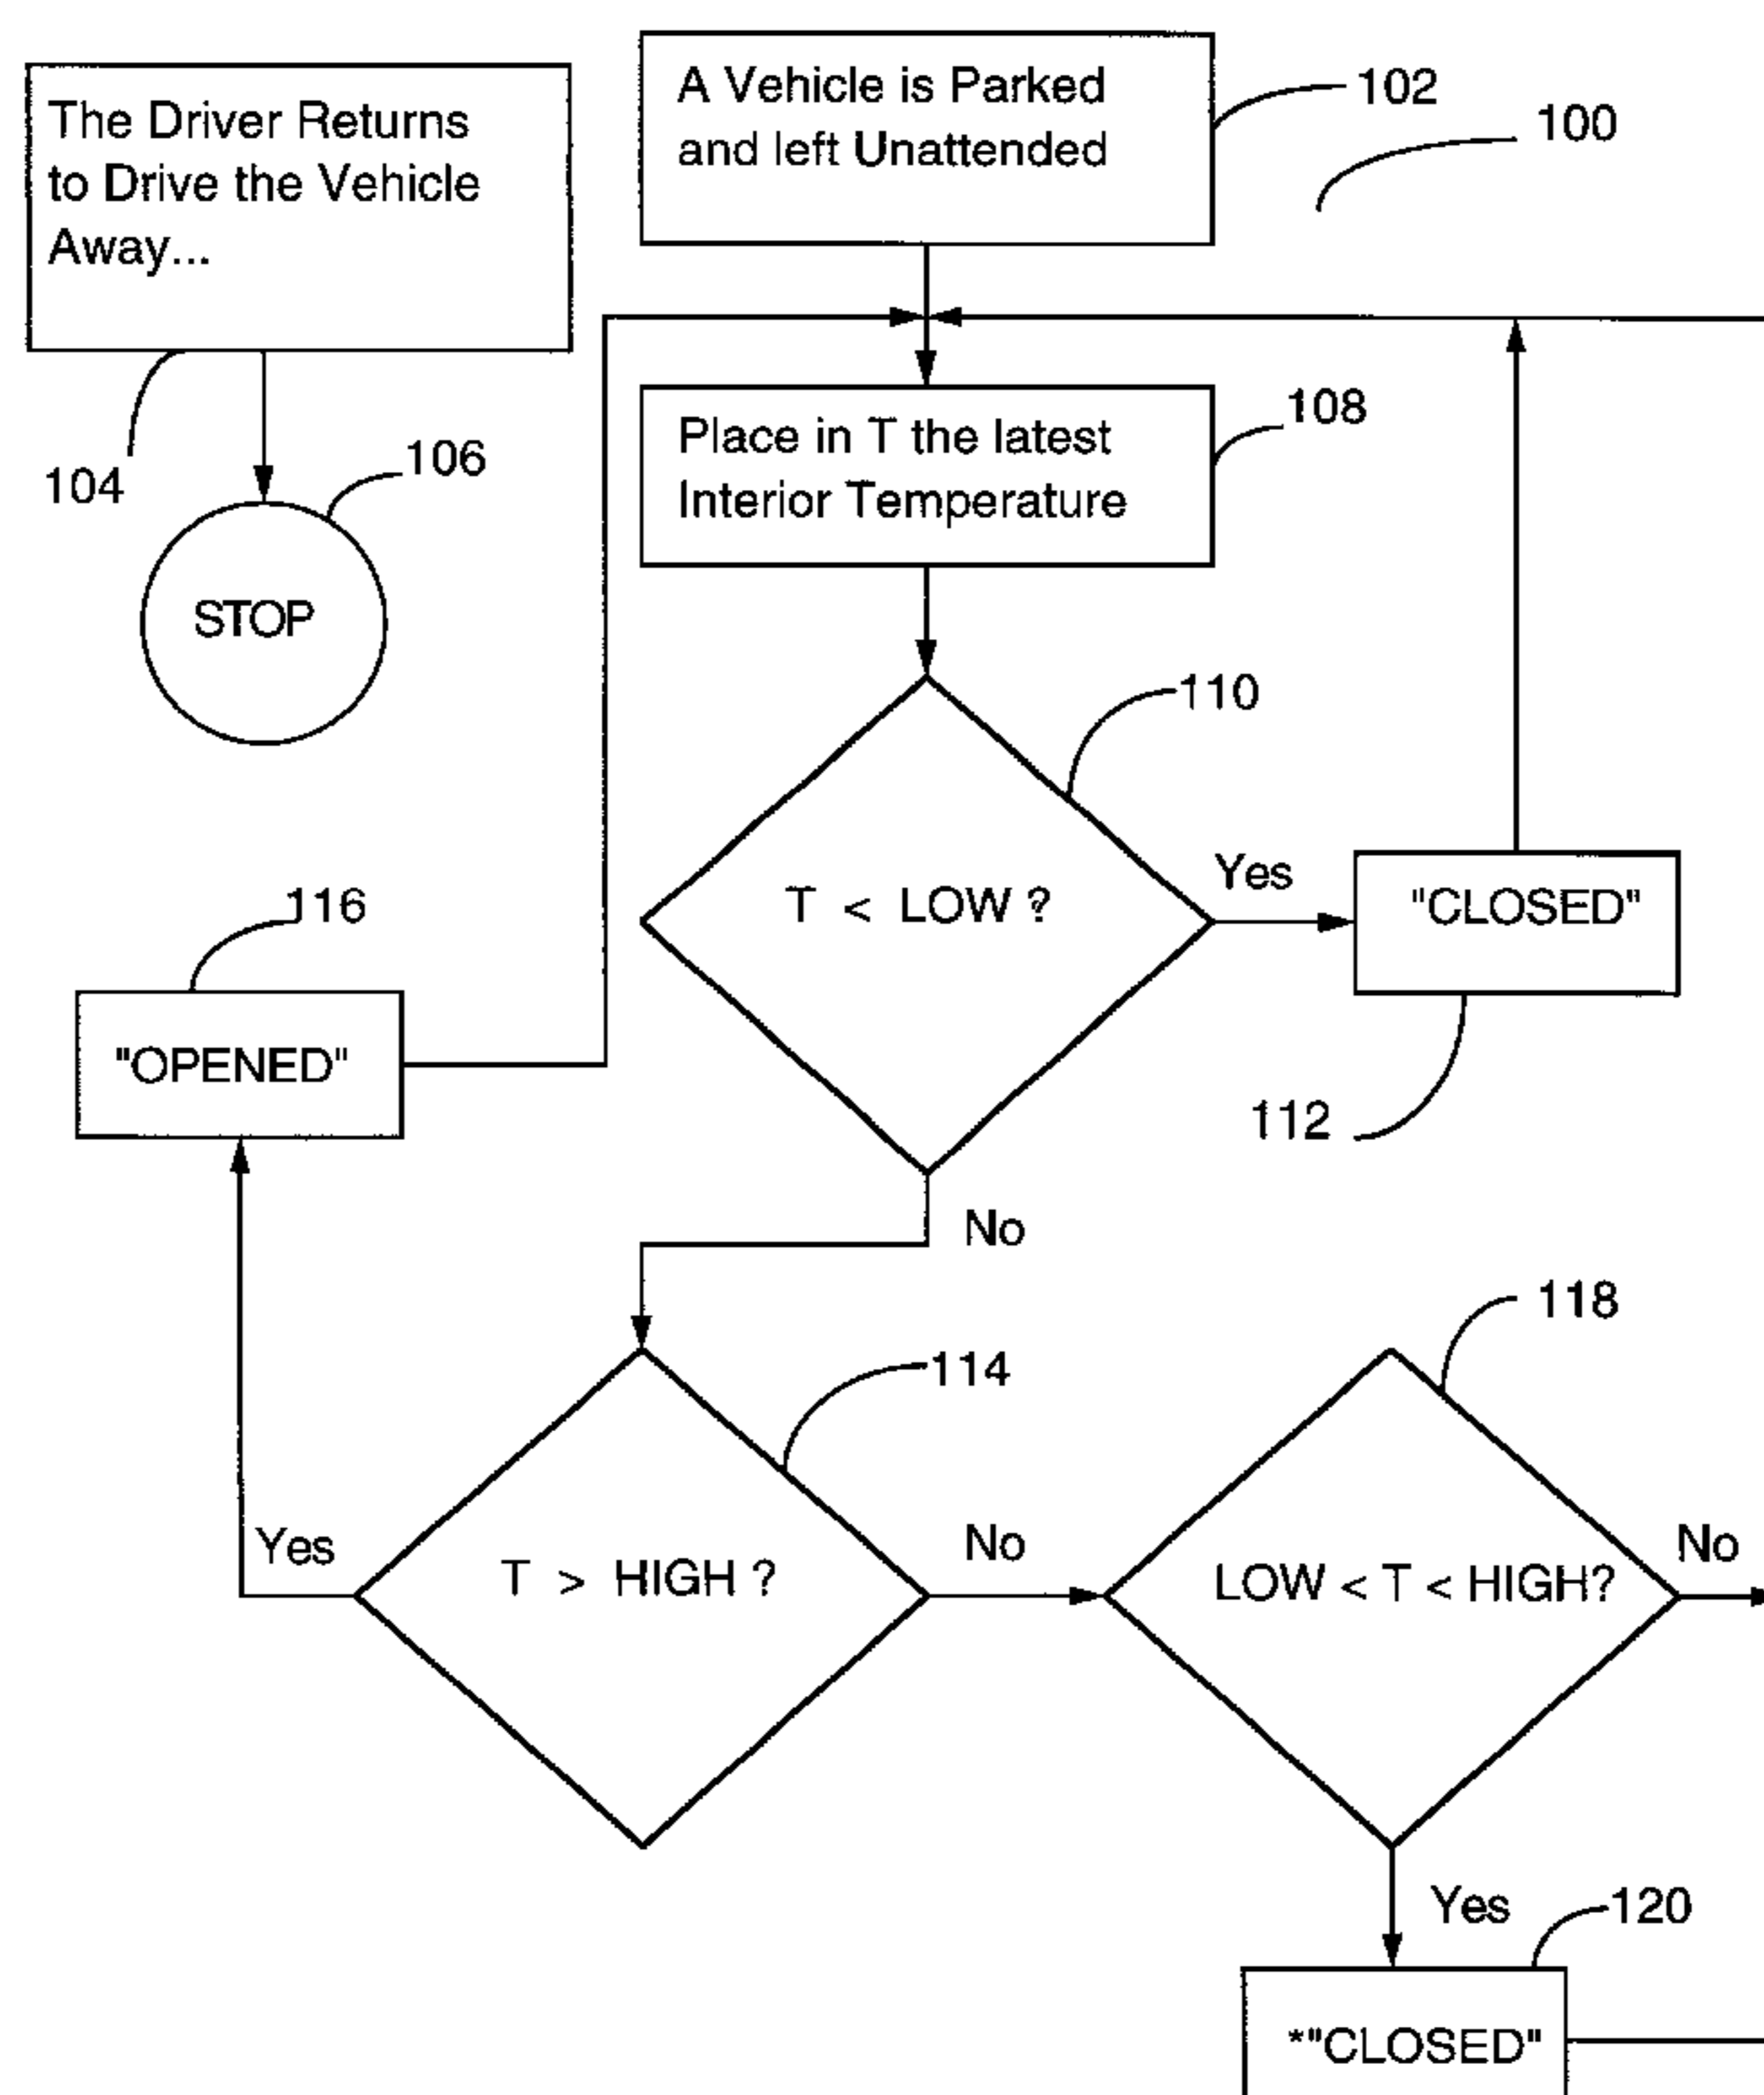 The Driver Returns
to Drive the Vehicle
Away...
104
106
STOP
A Vehicle is Parked
and left Unattended
102
100
Place in T the latest
Interior Temperature
108
110
T < LOW ?
Yes
"CLOSED"
112
No
116
"OPENED"
114
Yes
T > HIGH ?
No
118
LOW < T < HIGH?
No
Yes
120
*"CLOSED"